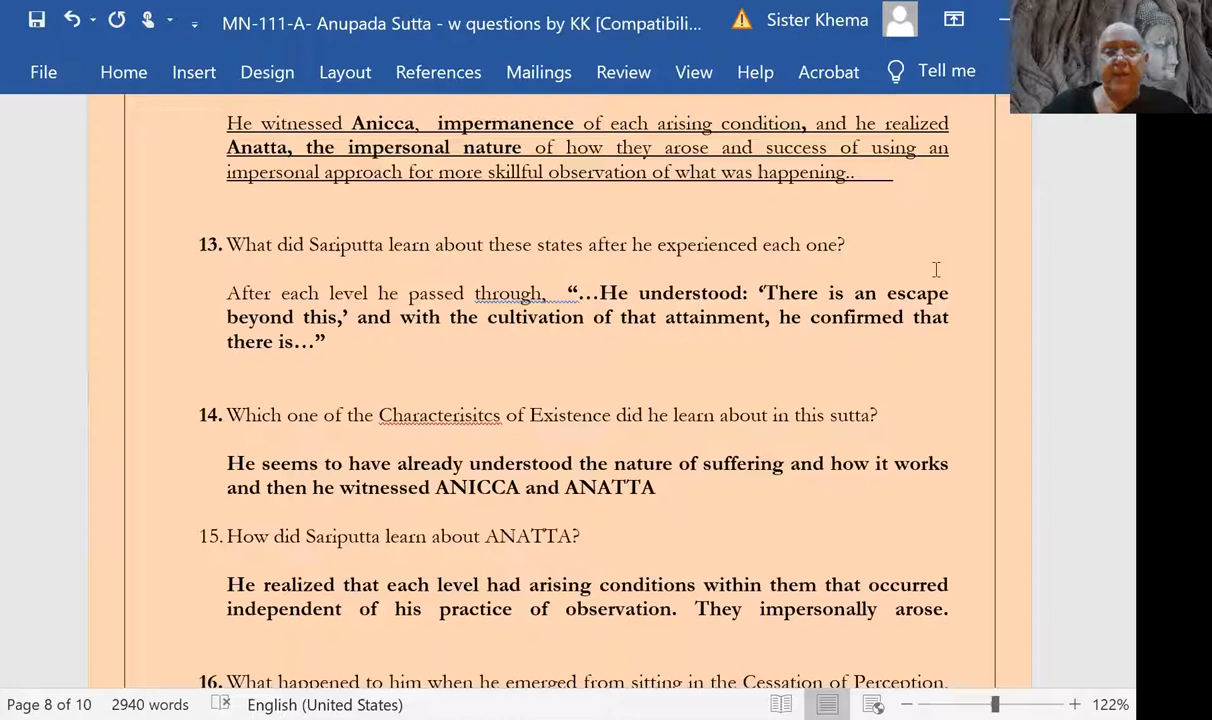 MN-111-A- Anupada Sutta - w questions by KK [Compatibili...
Sister Khema
File Home Insert Design Layout References Mailings Review View Help Acrobat Tell me
He witnessed Anicca, impermanence of each arising condition, and he realized
Anatta, the impersonal nature of how they arose and success of using an
impersonal approach for more skillful observation of what was happening..
13. What did Sariputta learn about these states after he experienced each one?
After each level he passed through, “…He understood: ‘There is an escape
beyond this,’ and with the cultivation of that attainment, he confirmed that
there is…”
14. Which one of the Characterisitcs of Existence did he learn about in this sutta?
He seems to have already understood the nature of suffering and how it works
and then he witnessed ANICCA and ANATTA
15. How did Sariputta learn about ANATTA?
He realized that each level had arising conditions within them that occurred
independent of his practice of observation. They impersonally arose.
16. What happened to him when he emerged from sitting in the Cessation of Perception,
Page 8 of 10 2940 words English (United States) 122%